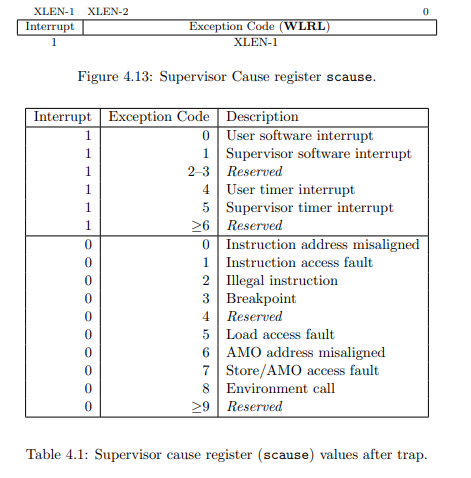 XLEN-1 XLEN-2 0
Interrupt Exception Code (WLRL)
1 XLEN-1
Figure 4.13: Supervisor Cause register scause.
Interrupt Exception Code Description
1 0 User software interrupt
1 1 Supervisor software interrupt
1 2–3 Reserved
1 4 User timer interrupt
1 5 Supervisor timer interrupt
1 ≥6 Reserved
0 0 Instruction address misaligned
0 1 Instruction access fault
0 2 Illegal instruction
0 3 Breakpoint
0 4 Reserved
0 5 Load access fault
0 6 AMO address misaligned
0 7 Store/AMO access fault
0 8 Environment call
0 ≥9 Reserved
Table 4.1: Supervisor cause register (scause) values after trap.